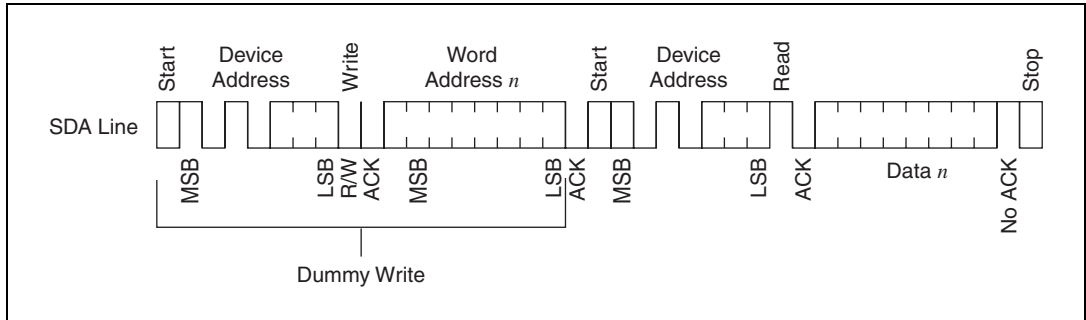 Start
Device
Address
Write
Word
Address n
Start
Device
Address
Read
Stop
SDA Line
MSB
LSB
R/W
ACK
MSB
LSB
ACK
MSB
LSB
ACK
Data n
No ACK
Dummy Write